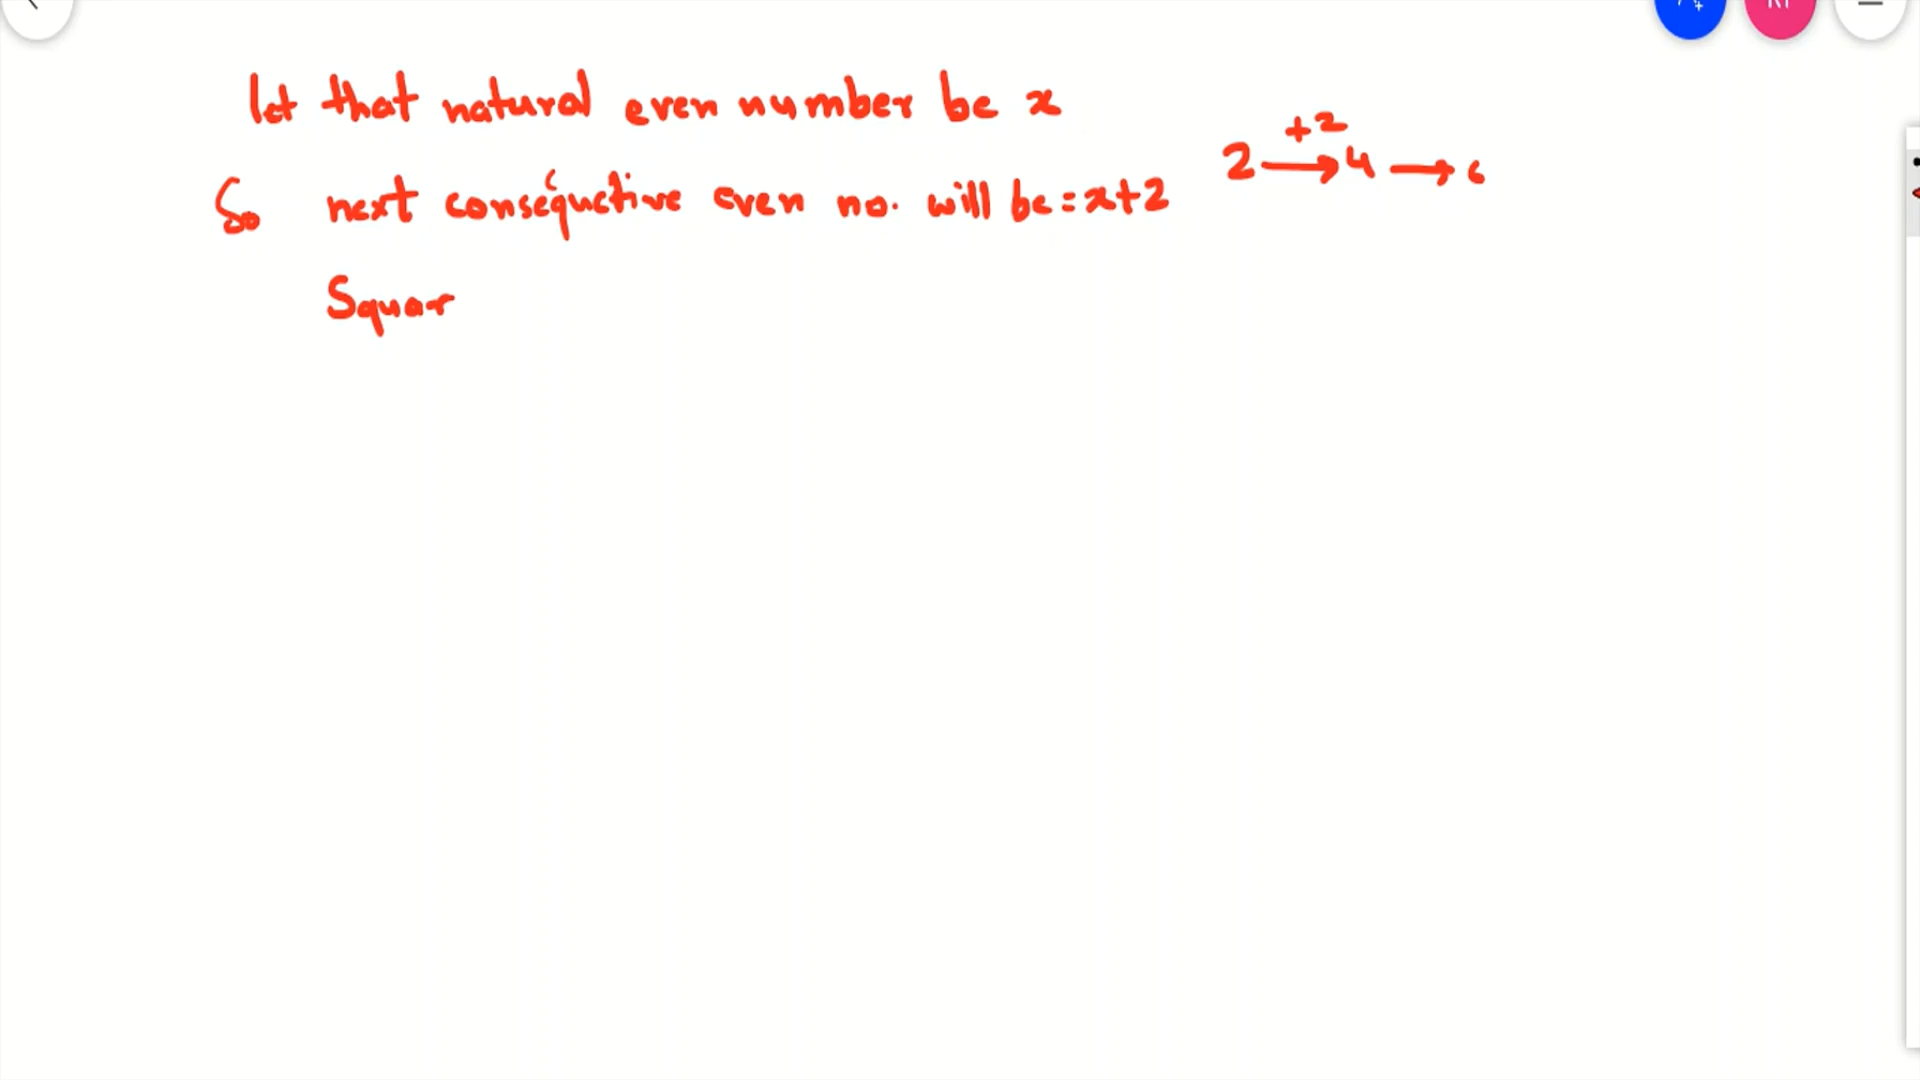 let that natural even number be x
So next consequctive even no. will be = x+2
2 → 4 → 6
+2
Squar